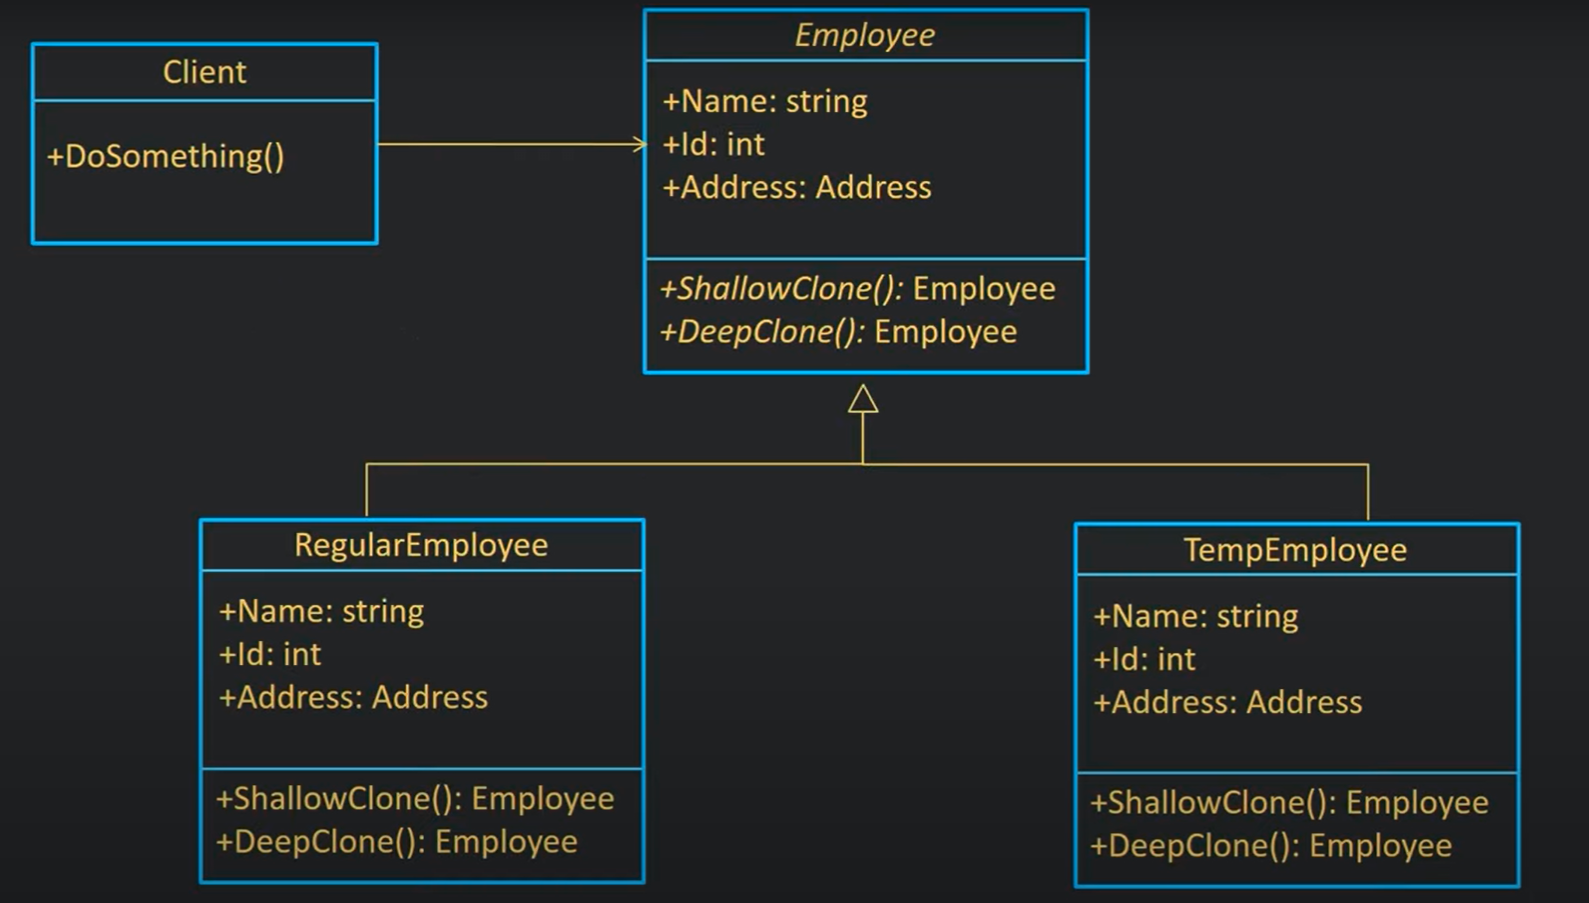 Client
+DoSomething()
Employee
+Name: string
+Id: int
+Address: Address
+ShallowClone(): Employee
+DeepClone(): Employee
RegularEmployee
+Name: string
+Id: int
+Address: Address
+ShallowClone(): Employee
+DeepClone(): Employee
TempEmployee
+Name: string
+Id: int
+Address: Address
+ShallowClone(): Employee
+DeepClone(): Employee